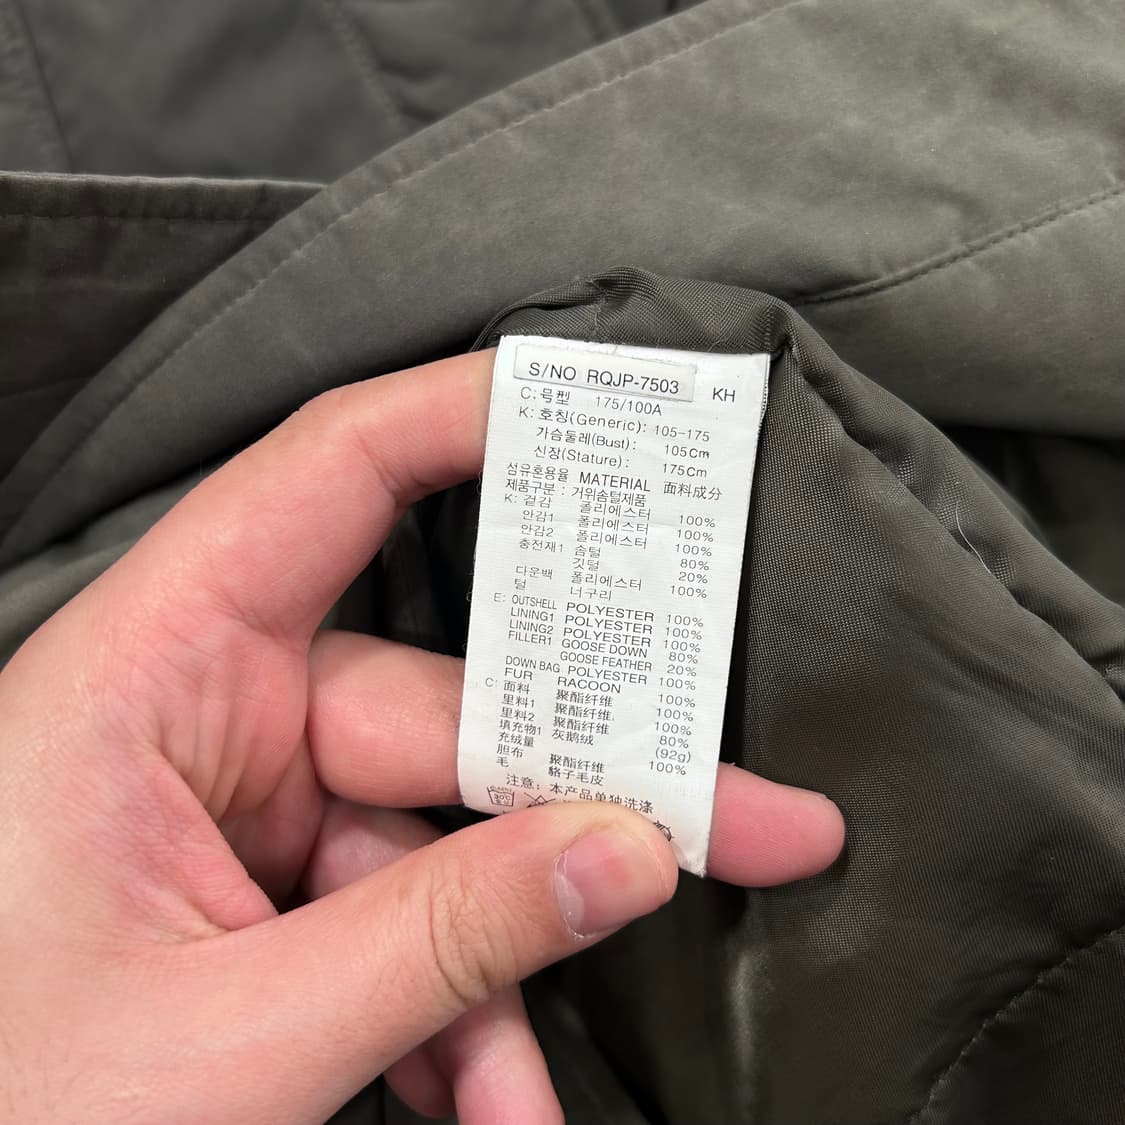 S/NO RQJP-7503 KH
C:号型 175/100A
K:호칭(Generic): 105-175
가슴둘레(Bust): 105Cm
신장(Stature): 175Cm
섬유혼용율 MATERIAL 面料成分
제품구분 : 거위솜털제품
K: 겉감 폴리에스터 100%
안감1 폴리에스터 100%
안감2 폴리에스터 100%
충전재1 솜털 80%
깃털 20%
다운백 폴리에스터 100%
털 너구리
E: OUTSHELL POLYESTER 100%
LINING1 POLYESTER 100%
LINING2 POLYESTER 100%
FILLER1 GOOSE DOWN 80%
GOOSE FEATHER 20%
DOWN BAG POLYESTER 100%
FUR RACOON
C: 面料 聚酯纤维 100%
里料1 聚酯纤维 100%
里料2 聚酯纤维 100%
填充物1 灰鹅绒 80%
充绒量 (92g)
胆布 聚酯纤维 100%
毛 貉子毛皮
注意: 本产品单独洗涤
30℃